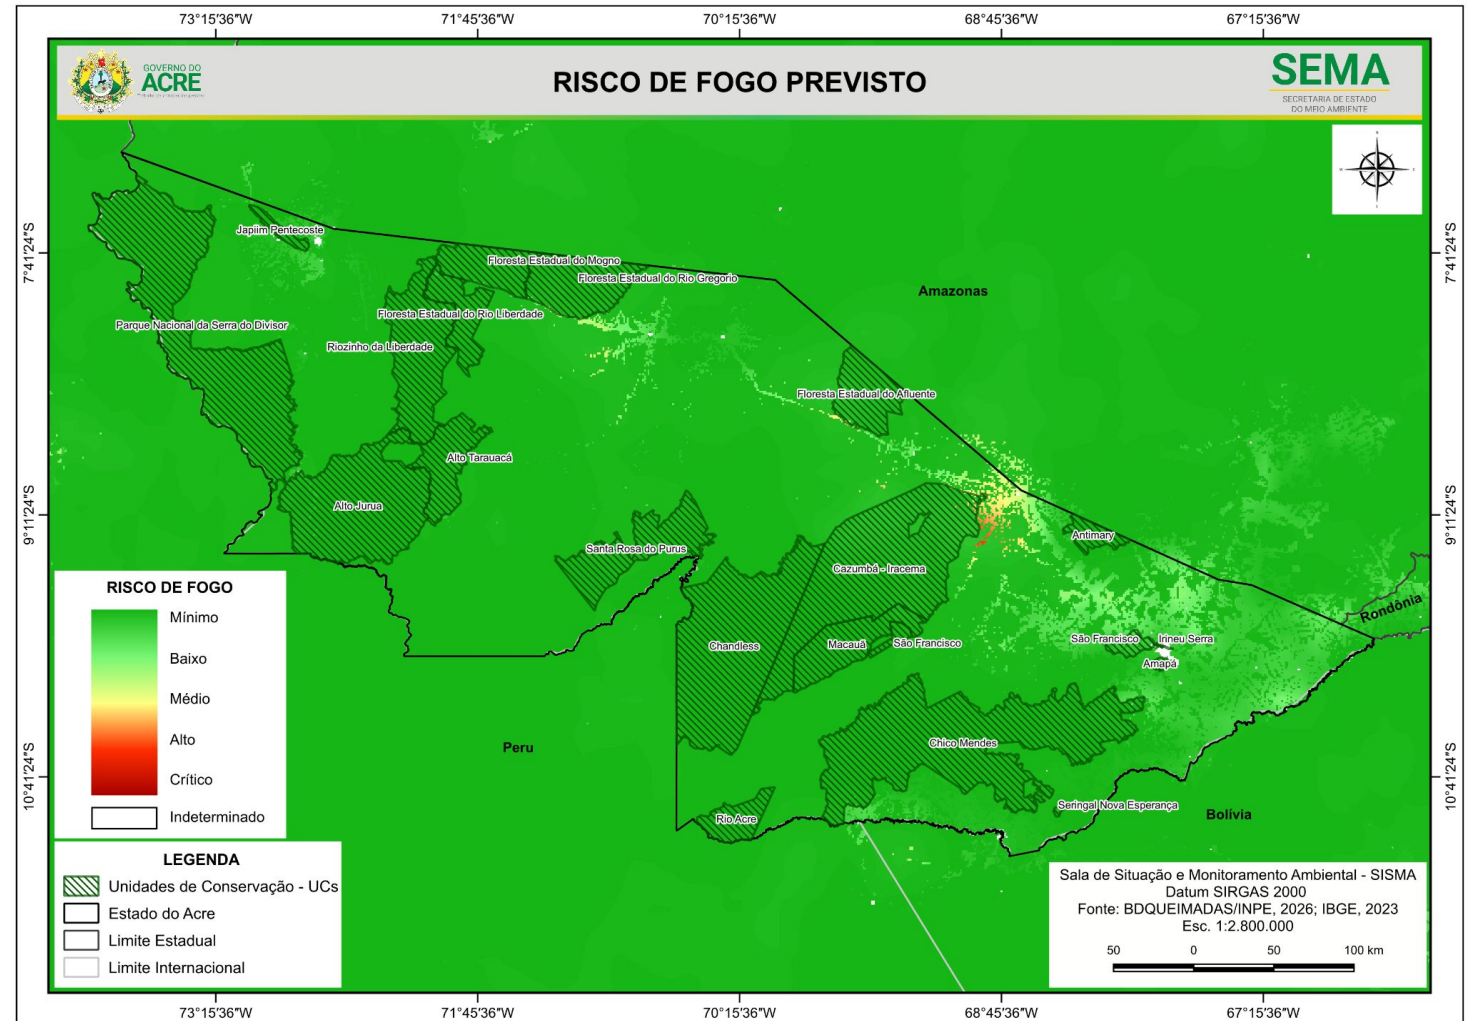 73°15'36"W 71°45'36"W 70°15'36"W 68°45'36"W 67°15'36"W
GOVERNO DO
ACRE
RISCO DE FOGO PREVISTO
SEMA
SECRETARIA DE ESTADO
DO MEIO AMBIENTE
7°41'24"S
7°41'24"S
Japiim Pentecoste
Floresta Estadual do Mogno
Floresta Estadual do Rio Gregorio
Amazonas
Floresta Estadual do Rio Liberdade
Parque Nacional da Serra do Divisor
Riozinho da Liberdade
Floresta Estadual do Afluente
Alto Tarauacá
Alto Jurua
9°11'24"S
9°11'24"S
Antimary
Santa Rosa do Purus
Cazumbá - Iracema
Rondônia
São Francisco
Irineu Serra
Chandless
Macauã
São Francisco
Amapá
Peru
Chico Mendes
10°41'24"S
10°41'24"S
Seringal Nova Esperança
Bolívia
Rio Acre
RISCO DE FOGO
Mínimo
Baixo
Médio
Alto
Crítico
Indeterminado
LEGENDA
Unidades de Conservação - UCs
Estado do Acre
Limite Estadual
Limite Internacional
Sala de Situação e Monitoramento Ambiental - SISMA
Datum SIRGAS 2000
Fonte: BDQUEIMADAS/INPE, 2026; IBGE, 2023
Esc. 1:2.800.000
50 0 50 100 km
73°15'36"W 71°45'36"W 70°15'36"W 68°45'36"W 67°15'36"W